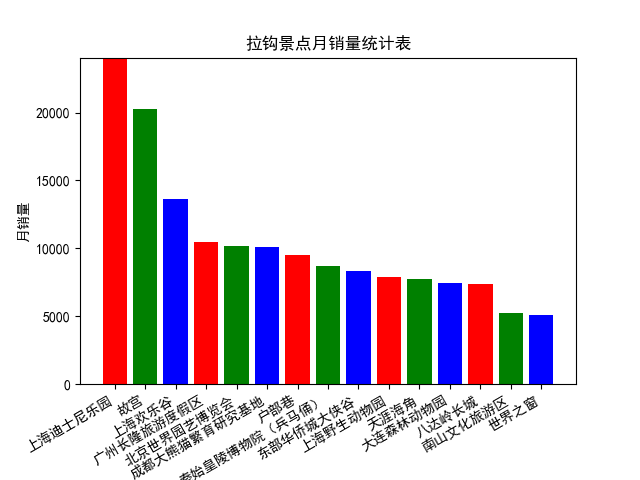 拉钩景点月销量统计表
月销量
20000
15000
10000
5000
0
上海迪士尼乐园
故宫
上海欢乐谷
广州长隆旅游度假区
北京世界园艺博览会
成都大熊猫繁育研究基地
户部巷
秦始皇陵博物院（兵马俑）
东部华侨城大侠谷
上海野生动物园
天涯海角
大连森林动物园
八达岭长城
南山文化旅游区
世界之窗